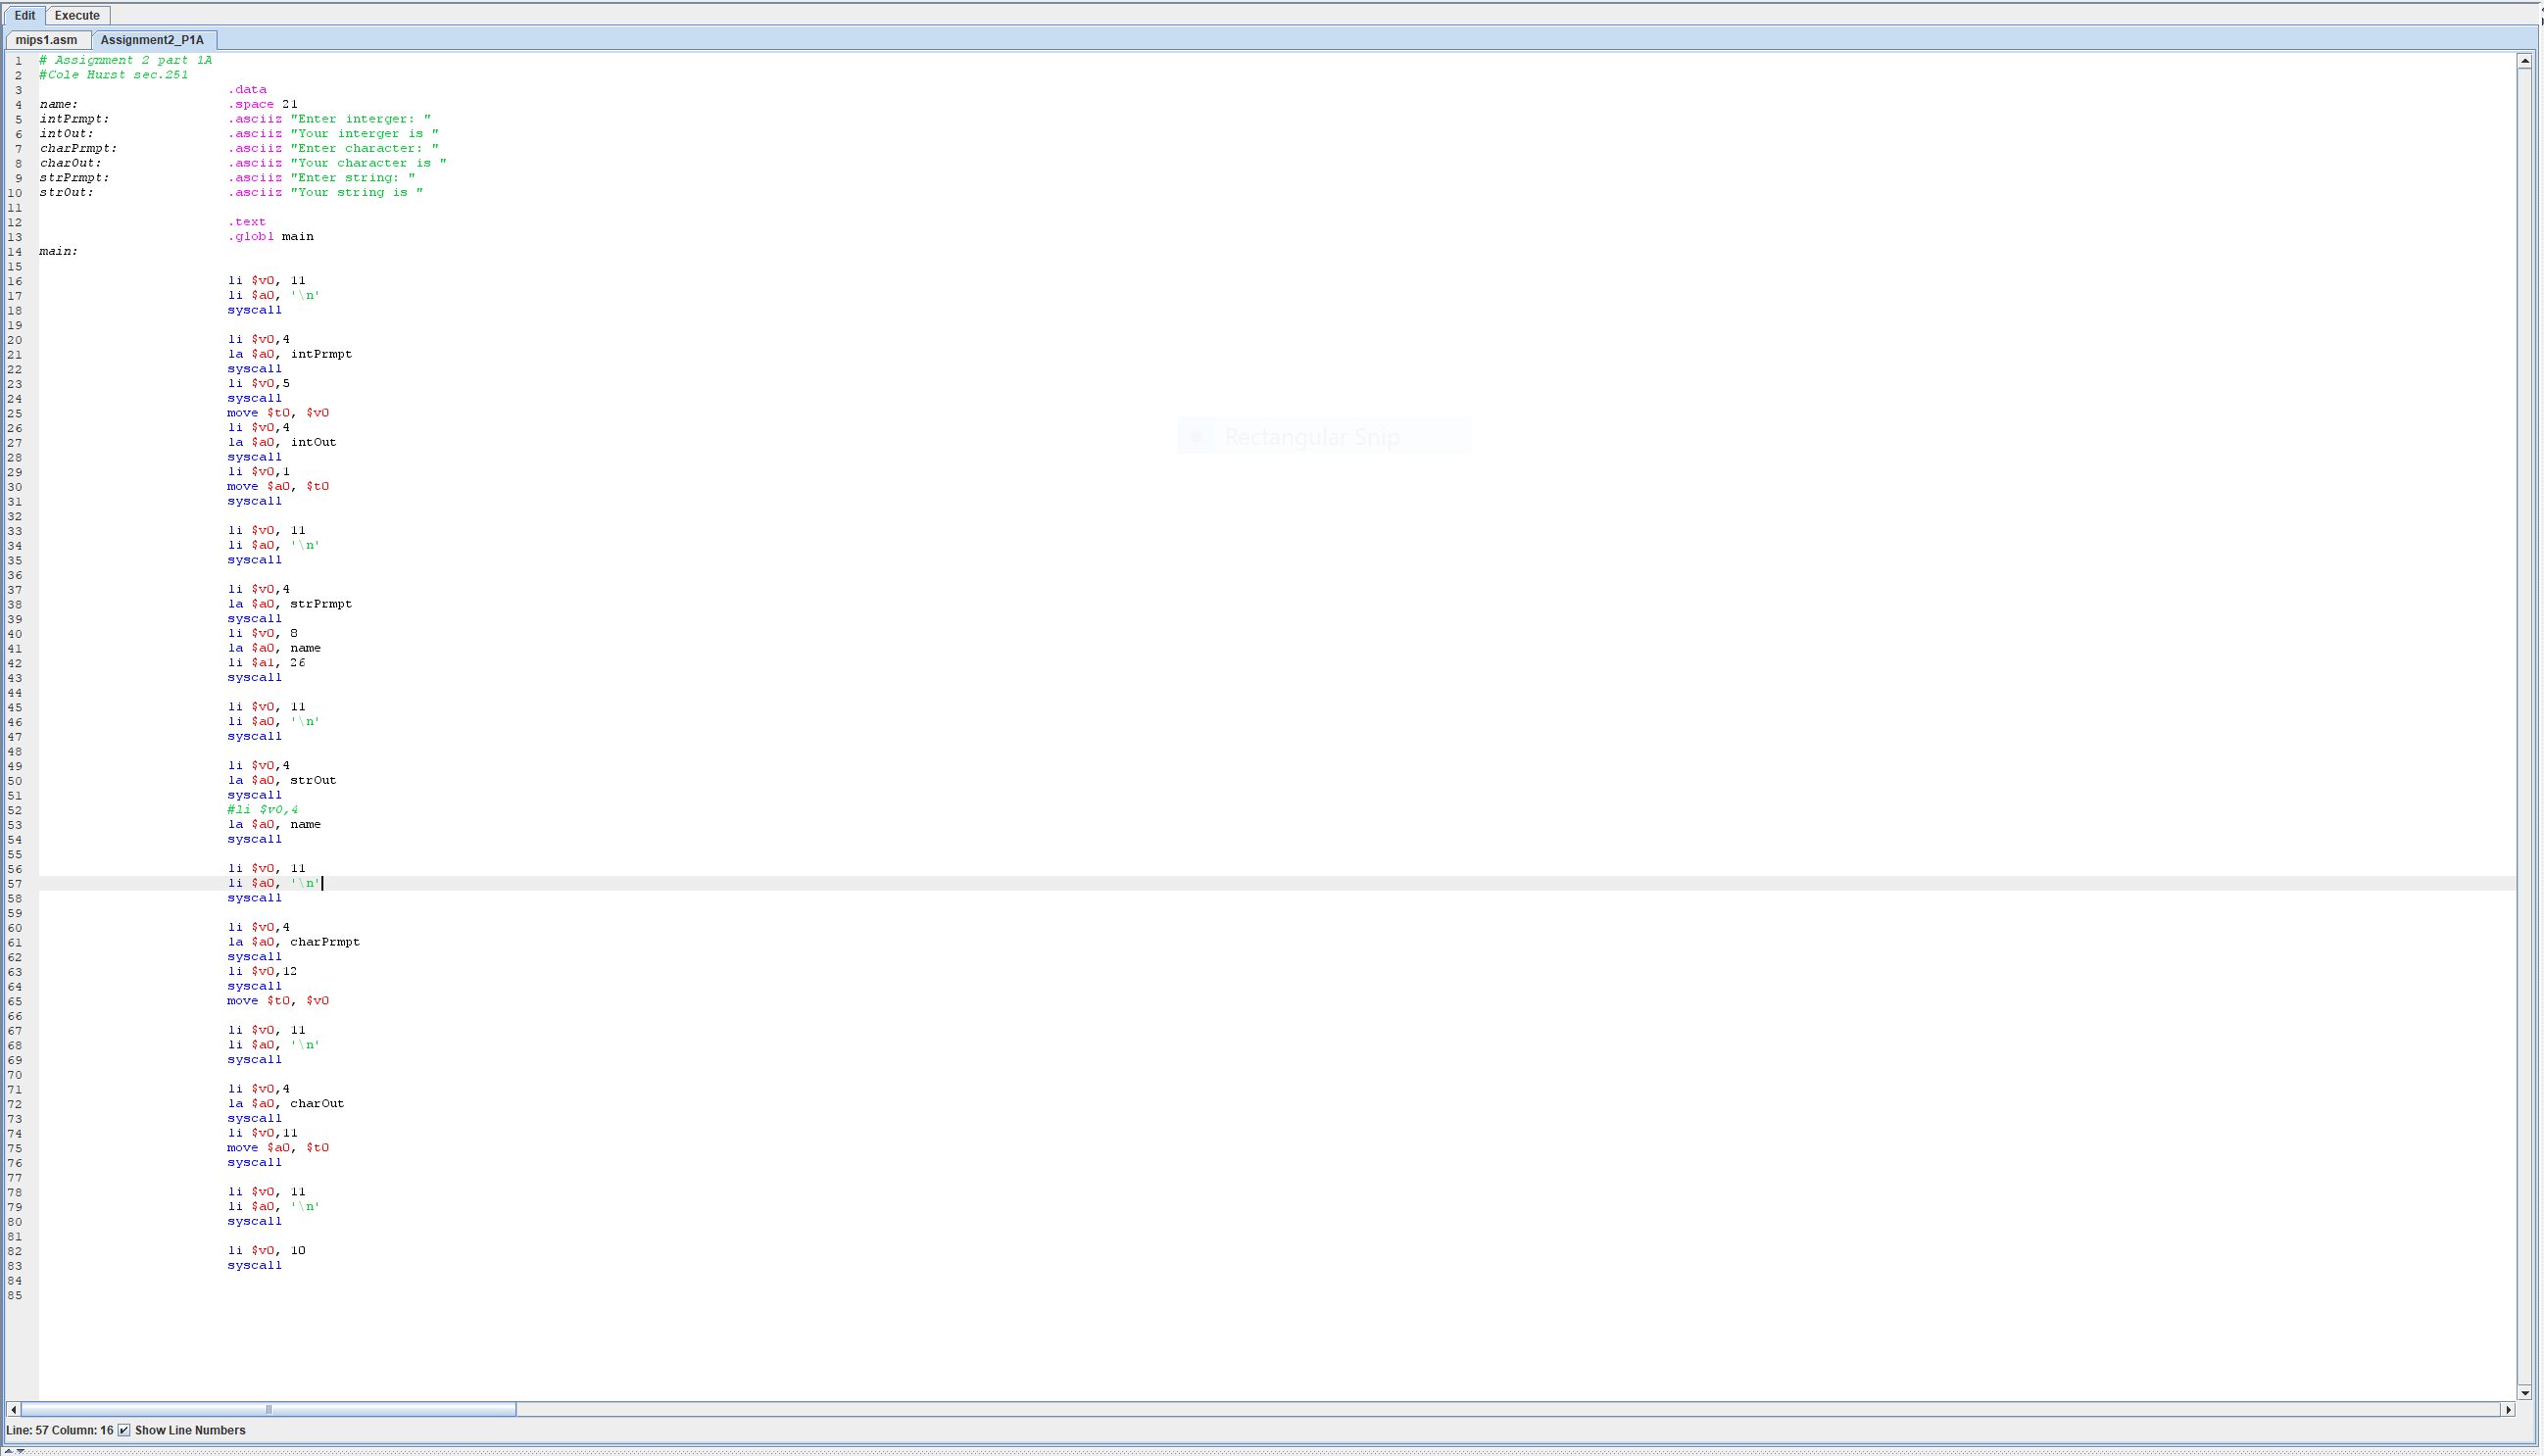 Edit Execute
mips1.asm Assignment2_P1A
1 # Assignment 2 part 1A
2 #Cole Hurst sec.251
3 .data
4 name: .space 21
5 intPrmpt: .asciiz "Enter interger: "
6 intOut: .asciiz "Your interger is "
7 charPrmpt: .asciiz "Enter character: "
8 charOut: .asciiz "Your character is "
9 strPrmpt: .asciiz "Enter string: "
10 strOut: .asciiz "Your string is "
11
12 .text
13 .globl main
14 main:
15
16 li $v0, 11
17 li $a0, '\n'
18 syscall
19
20 li $v0,4
21 la $a0, intPrmpt
22 syscall
23 li $v0,5
24 syscall
25 move $t0, $v0
26 li $v0,4
27 la $a0, intOut
28 syscall
29 li $v0,1
30 move $a0, $t0
31 syscall
32
33 li $v0, 11
34 li $a0, '\n'
35 syscall
36
37 li $v0,4
38 la $a0, strPrmpt
39 syscall
40 li $v0, 8
41 la $a0, name
42 li $a1, 26
43 syscall
44
45 li $v0, 11
46 li $a0, '\n'
47 syscall
48
49 li $v0,4
50 la $a0, strOut
51 syscall
52 #li $v0,4
53 la $a0, name
54 syscall
55
56 li $v0, 11
57 li $a0, '\n'
58 syscall
59
60 li $v0,4
61 la $a0, charPrmpt
62 syscall
63 li $v0,12
64 syscall
65 move $t0, $v0
66
67 li $v0, 11
68 li $a0, '\n'
69 syscall
70
71 li $v0,4
72 la $a0, charOut
73 syscall
74 li $v0,11
75 move $a0, $t0
76 syscall
77
78 li $v0, 11
79 li $a0, '\n'
80 syscall
81
82 li $v0, 10
83 syscall
84
85
Rectangular Snip
Line: 57 Column: 16 Show Line Numbers